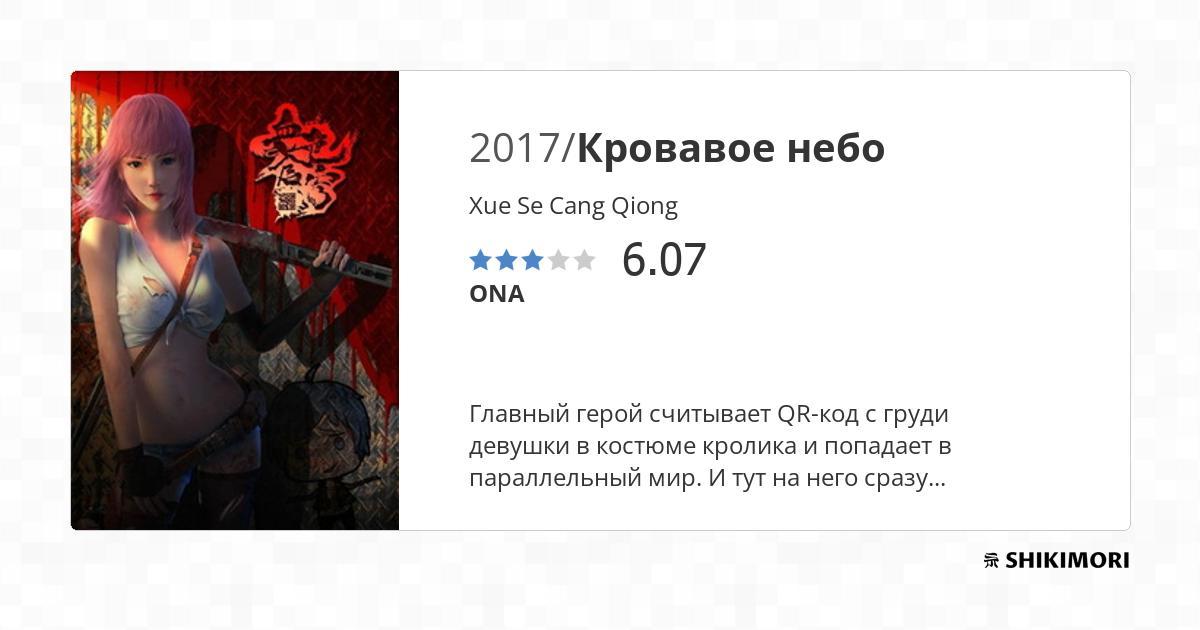 2017/Кровавое небо
Xue Se Cang Qiong
6.07
ONA
Главный герой считывает QR-код с груди
девушки в костюме кролика и попадает в
параллельный мир. И тут на него сразу...
SHIKIMORI